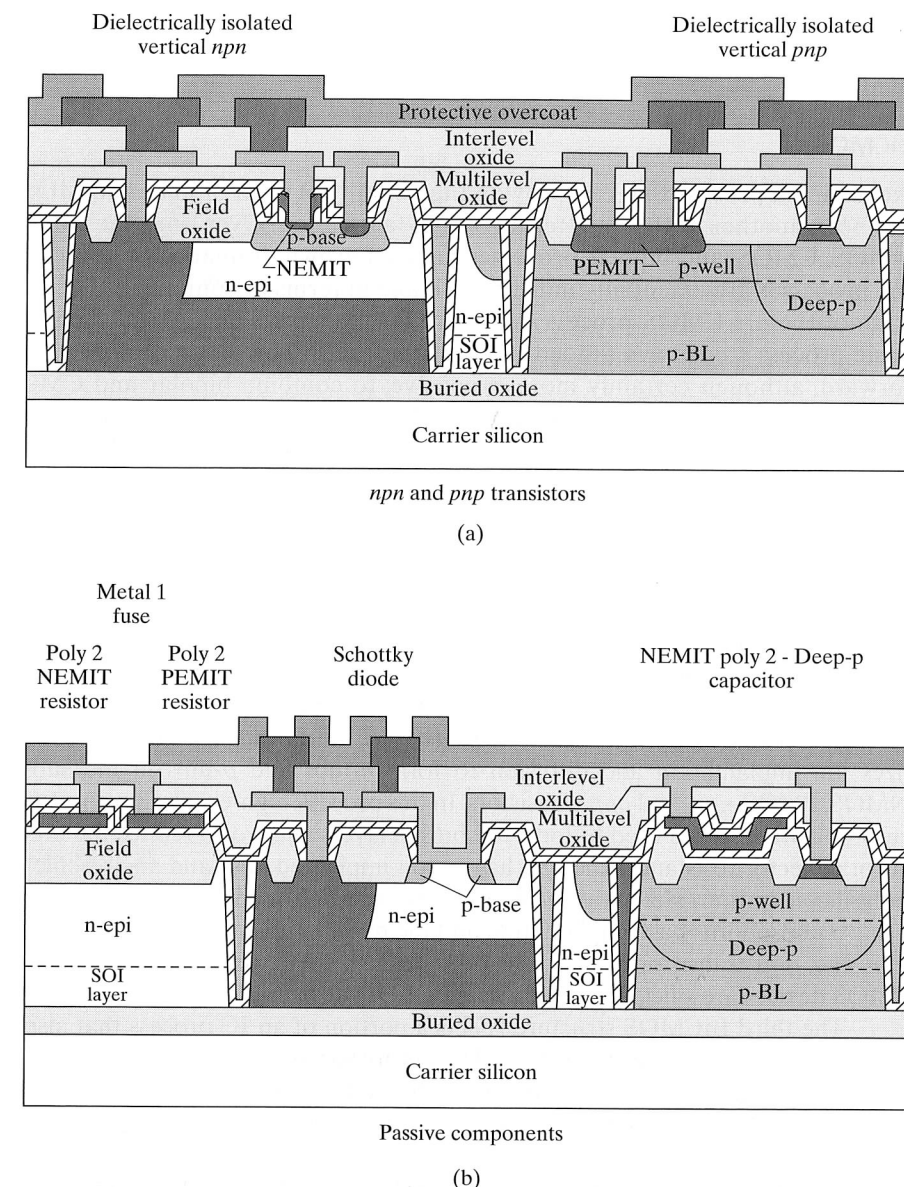 Dielectrically isolated
vertical npn
Dielectrically isolated
vertical pnp
Protective overcoat
Interlevel
oxide
Multilevel
oxide
Field
oxide
p-base
NEMIT
n-epi
PEMIT
p-well
Deep-p
n-epi
SOI
layer
p-BL
Buried oxide
Carrier silicon
npn and pnp transistors
(a)
Metal 1
fuse
Poly 2
NEMIT
resistor
Poly 2
PEMIT
resistor
Schottky
diode
NEMIT poly 2 - Deep-p
capacitor
Interlevel
oxide
Multilevel
oxide
Field
oxide
n-epi
SOI
layer
n-epi
p-base
n-epi
SOI
layer
p-well
Deep-p
p-BL
Buried oxide
Carrier silicon
Passive components
(b)